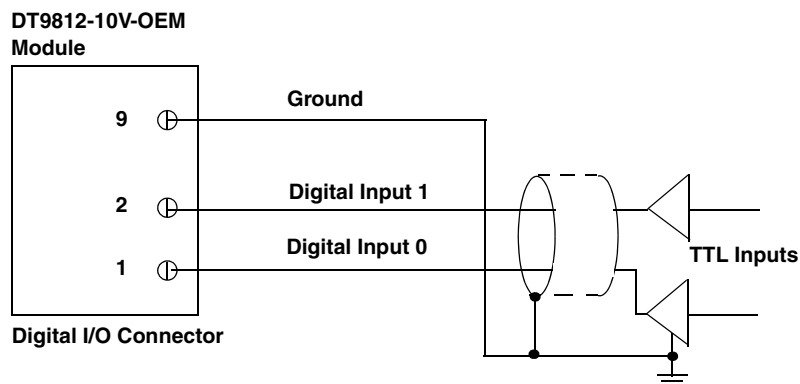 DT9812-10V-OEM
Module
9
Ground
2
Digital Input 1
1
Digital Input 0
TTL Inputs
Digital I/O Connector